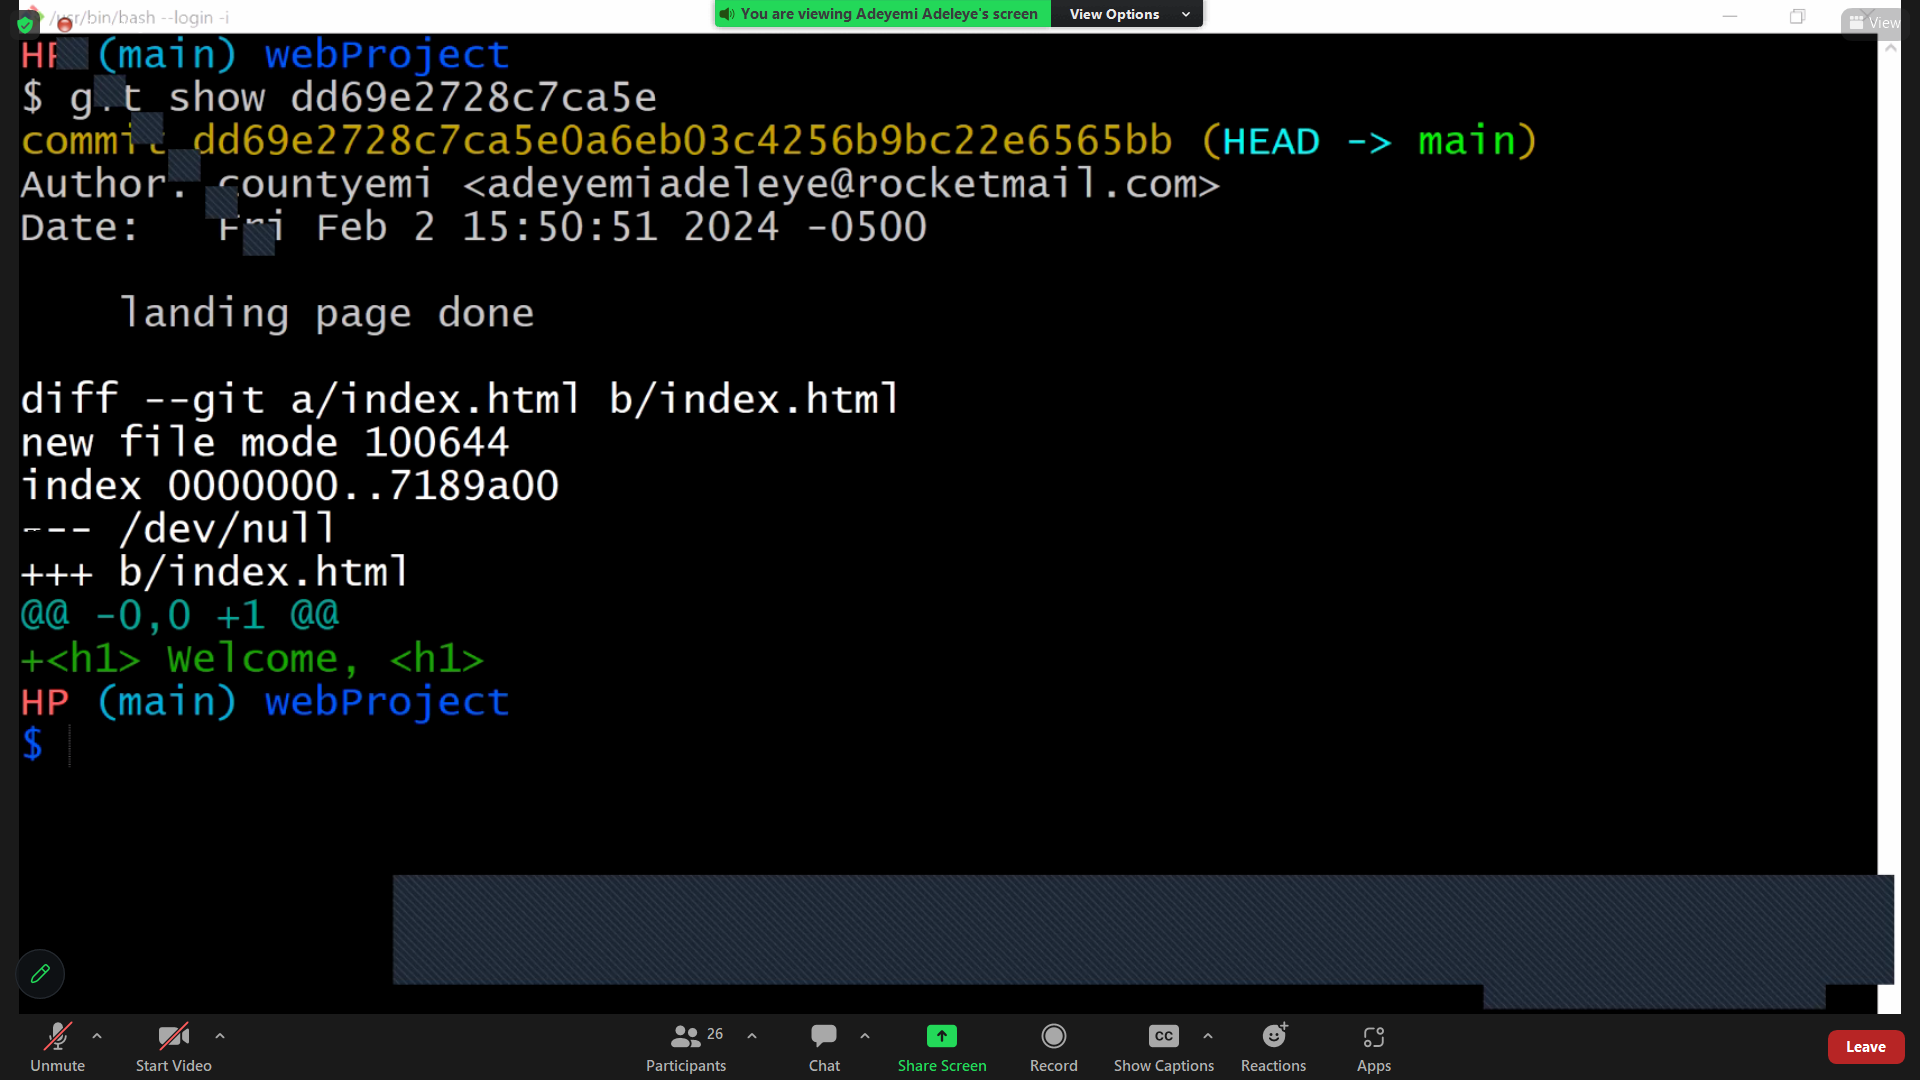 /usr/bin/bash --login -i
You are viewing Adeyemi Adeleye's screen View Options
View
(main) webProject
$ show dd69e2728c7ca5e
commit dd69e2728c7ca5e0a6eb03c4256b9bc22e6565bb (HEAD -> main)
Author: countyemi <adeyemiadeleye@rocketmail.com>
Date: Fri Feb 2 15:50:51 2024 -0500
landing page done
diff --git a/index.html b/index.html
new file mode 100644
index 0000000..7189a00
--- /dev/null
+++ b/index.html
@@ -0,0 +1 @@
+<h1> Welcome, <h1>
HP (main) webProject
$
Unmute Start Video 26 Participants Chat Share Screen Record CC Show Captions Reactions Apps Leave